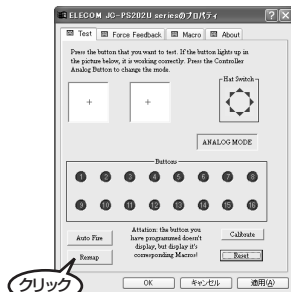 ELECOM JC-PS202U seriesのプロパティ
Test Force Feedback Macro About
Press the button that you want to test. If the button lights up in
the picture below, it is working correctly. Press the Controller
Analog Button to change the mode.
Hat Switch
ANALOG MODE
Buttons
1 2 3 4 5 6 7 8
9 10 11 12 13 14 15 16
Auto Fire
Attation: the button you
have programmed doesn't
display, but display it's
corresponding Macros!
Calibrate
Remap
Reset
クリック
OK キャンセル 適用(A)